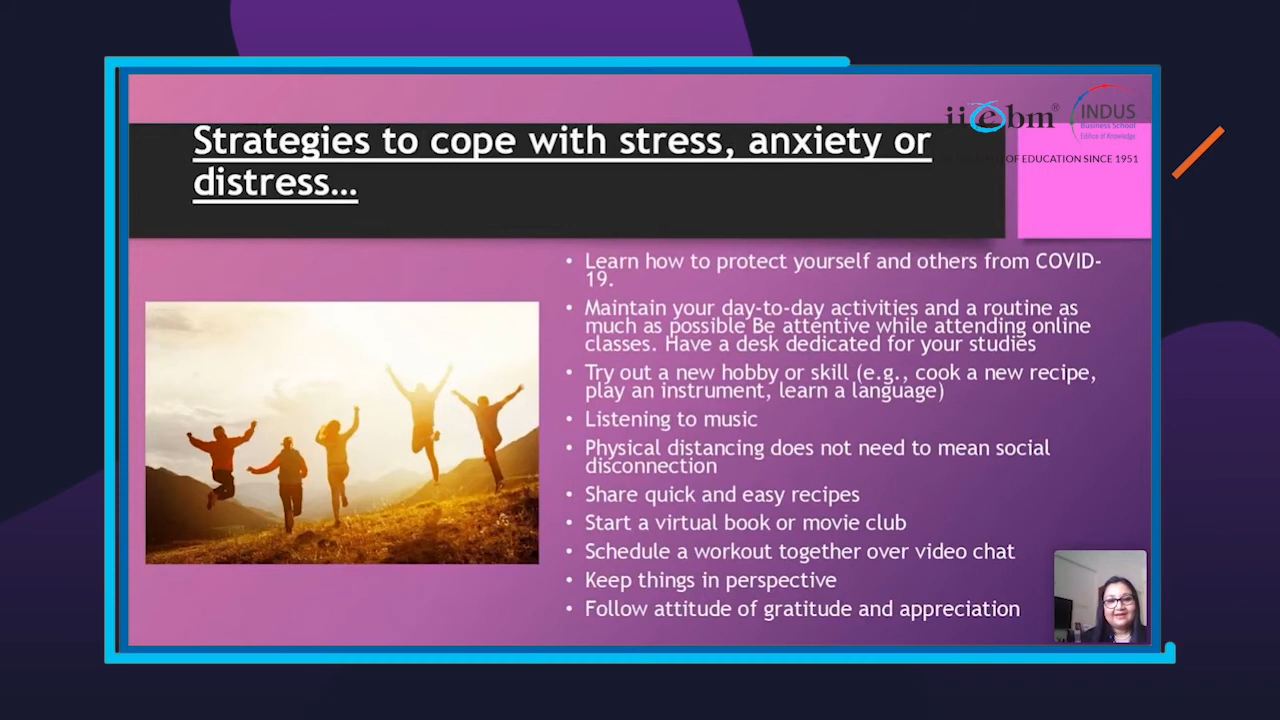 iiebm®
INDUS
Business School
Edifice of Knowledge
OF EDUCATION SINCE 1951
Strategies to cope with stress, anxiety or
distress…
• Learn how to protect yourself and others from COVID-
19.
• Maintain your day-to-day activities and a routine as
much as possible Be attentive while attending online
classes. Have a desk dedicated for your studies
• Try out a new hobby or skill (e.g., cook a new recipe,
play an instrument, learn a language)
• Listening to music
• Physical distancing does not need to mean social
disconnection
• Share quick and easy recipes
• Start a virtual book or movie club
• Schedule a workout together over video chat
• Keep things in perspective
• Follow attitude of gratitude and appreciation